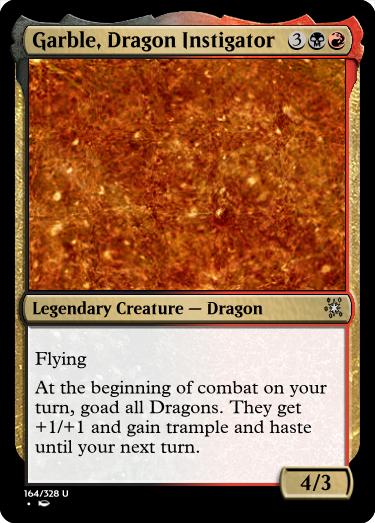 Garble, Dragon Instigator 3
Legendary Creature — Dragon
Flying
At the beginning of combat on your
turn, goad all Dragons. They get
+1/+1 and gain trample and haste
until your next turn.
4/3
164/328 U